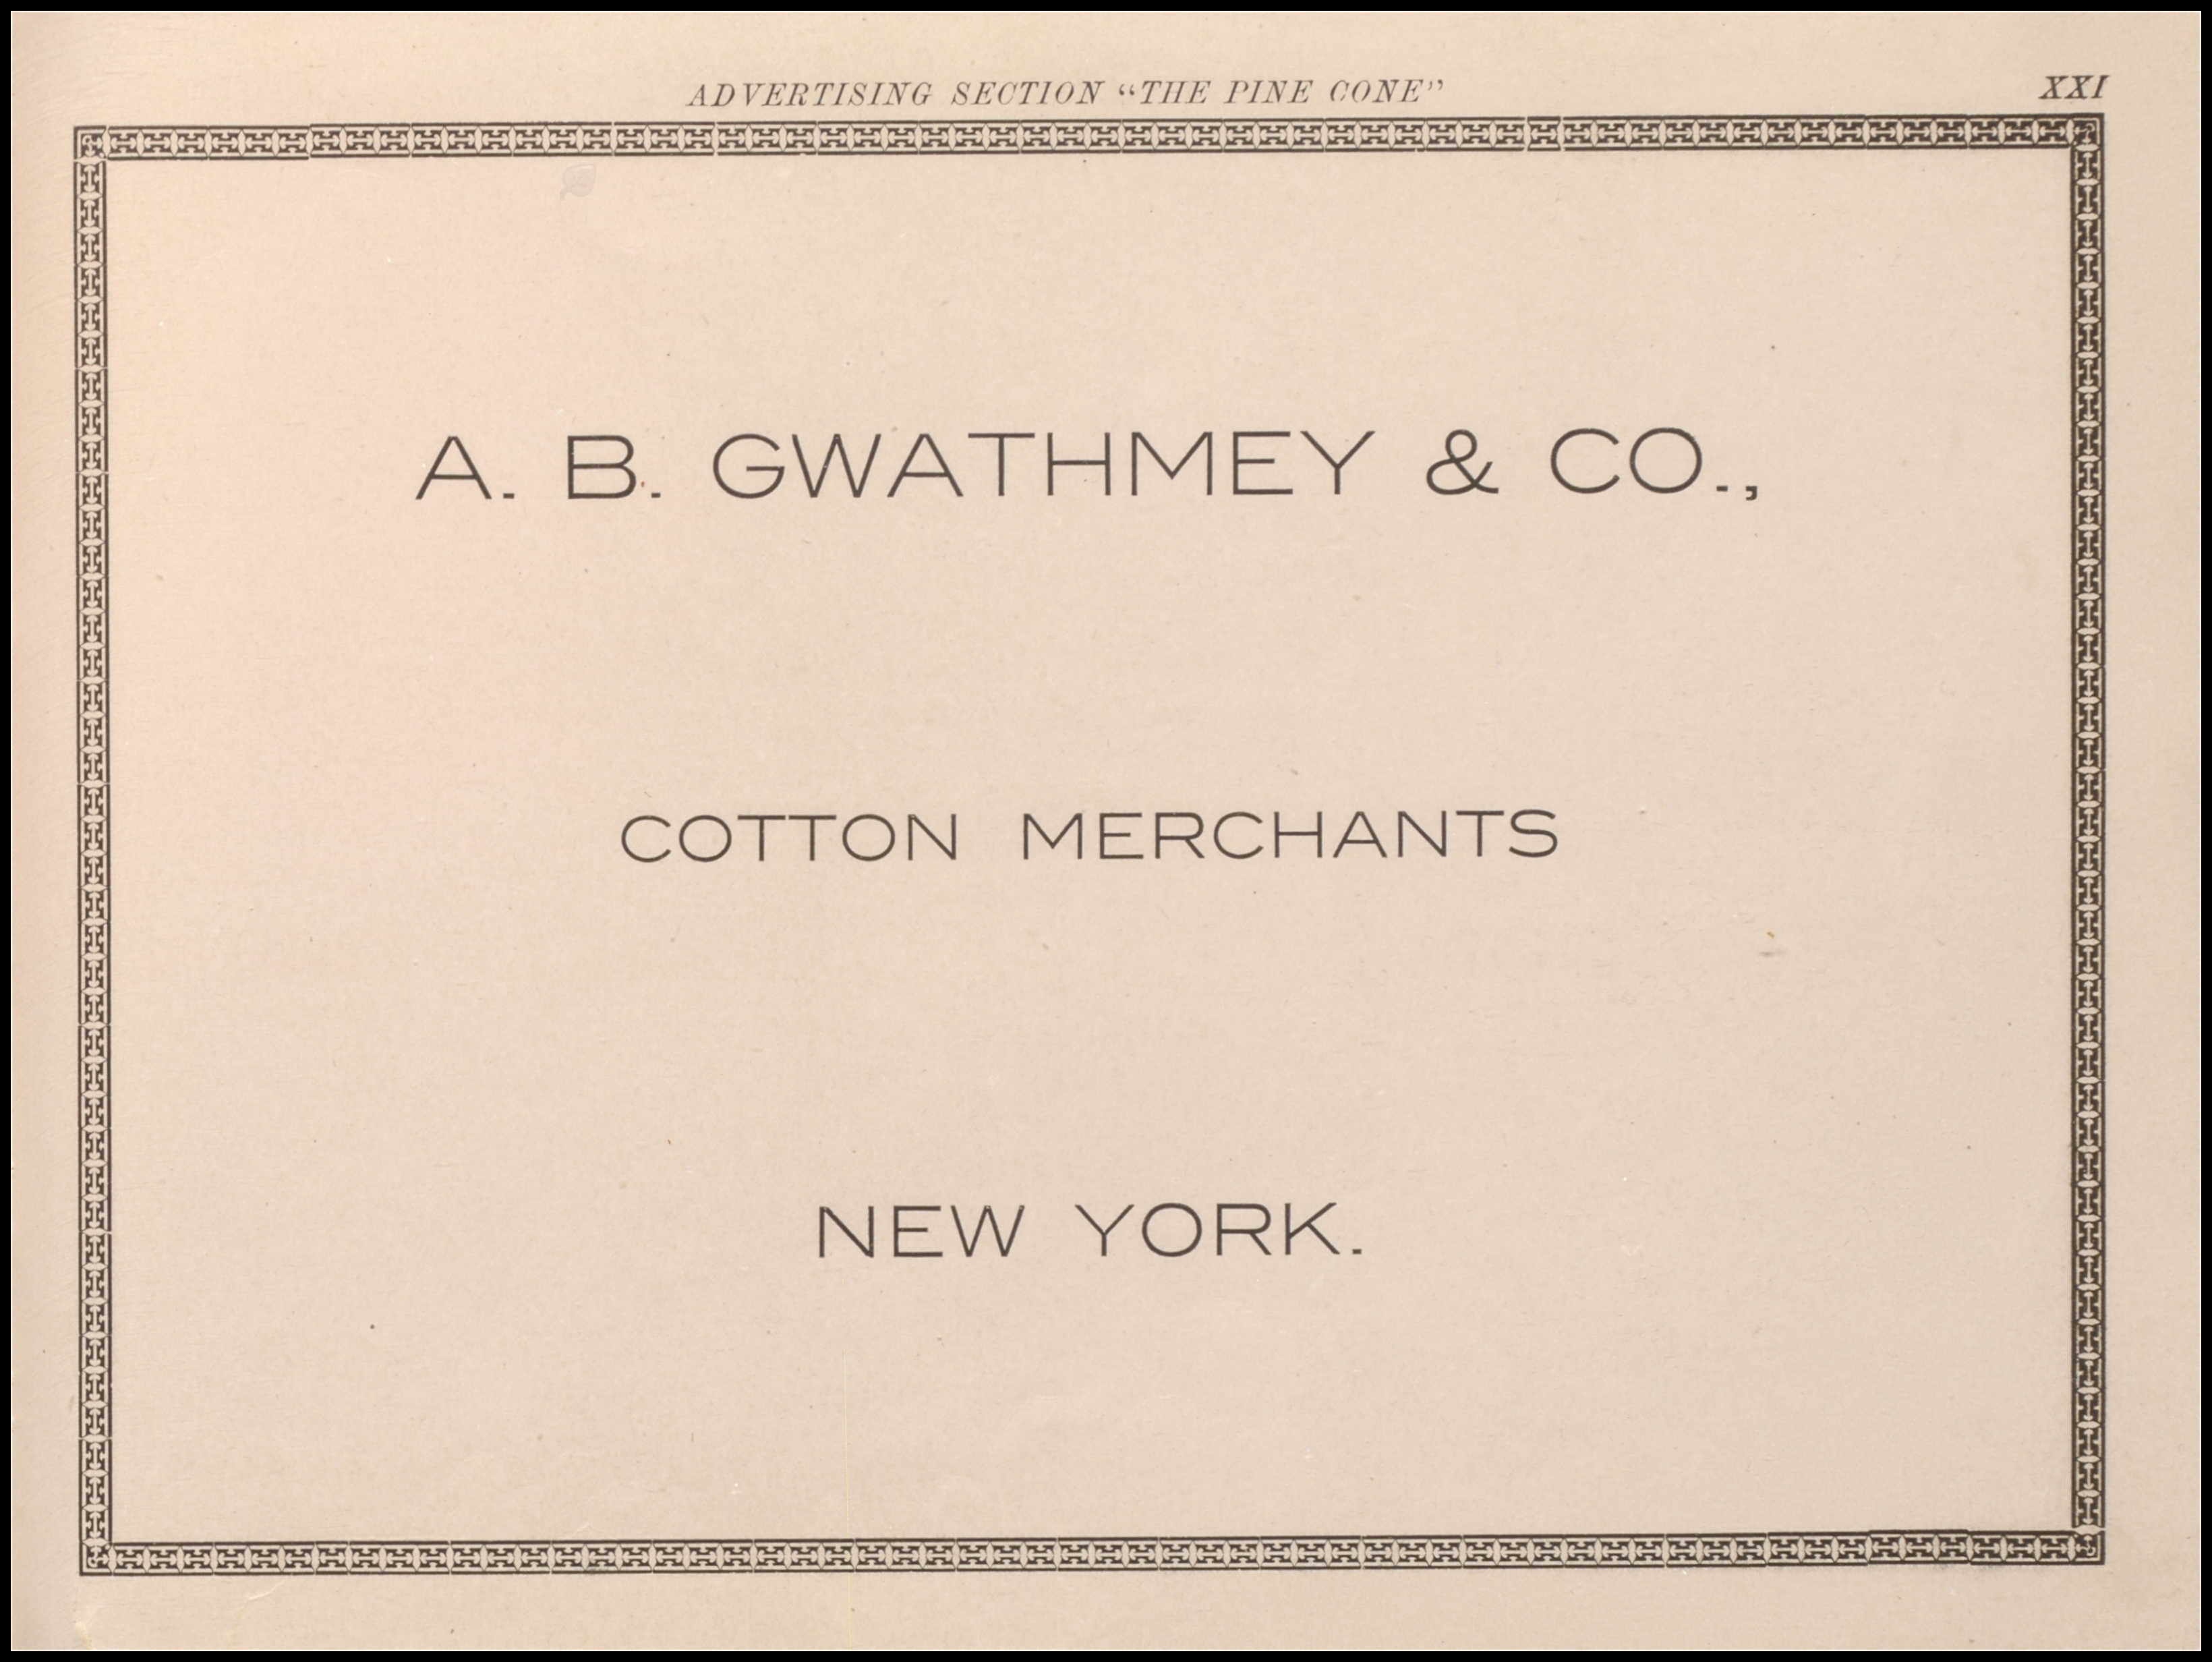 ADVERTISING SECTION “THE PINE CONE”
XXI
A. B. GWATHMEY & CO.,
COTTON MERCHANTS
NEW YORK.